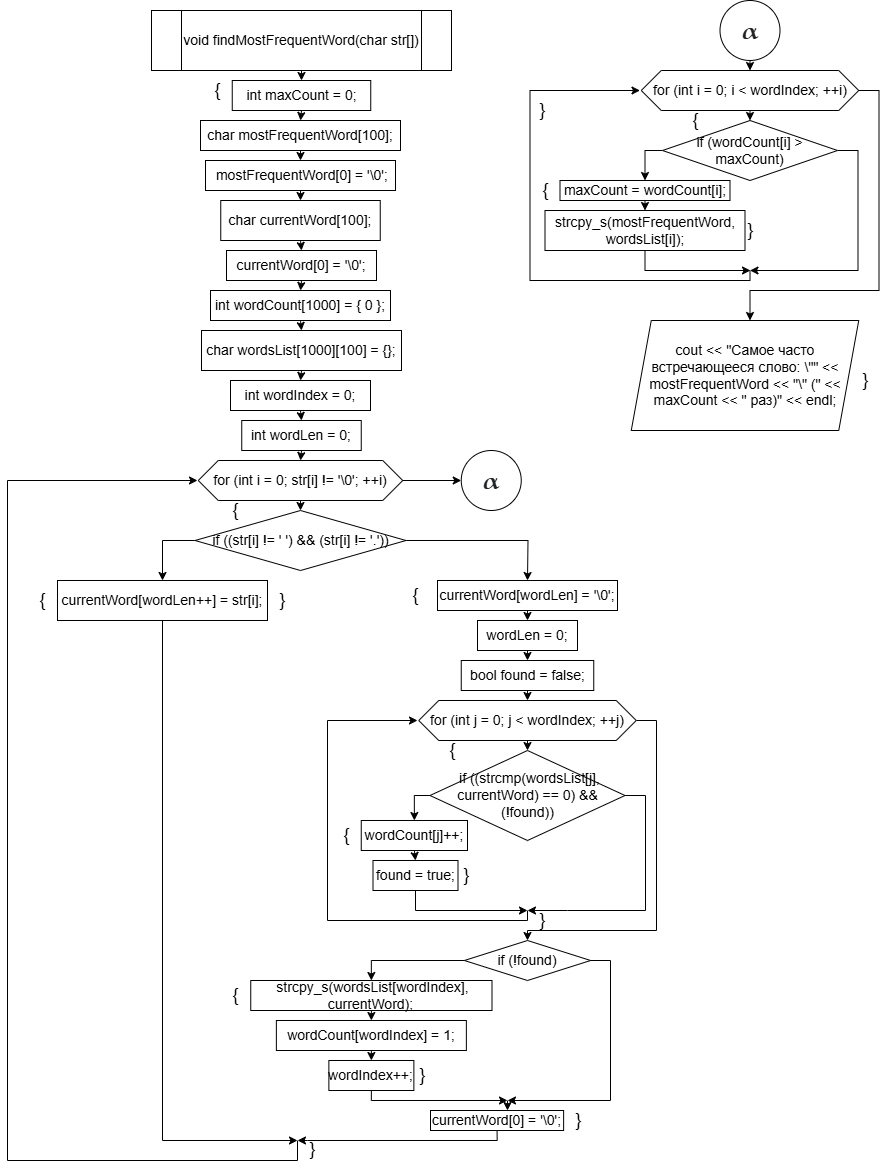 void findMostFrequentWord(char str[])
{
int maxCount = 0;
char mostFrequentWord[100];
mostFrequentWord[0] = '\0';
char currentWord[100];
currentWord[0] = '\0';
int wordCount[1000] = { 0 };
char wordsList[1000][100] = {};
int wordIndex = 0;
int wordLen = 0;
for (int i = 0; str[i] != '\0'; ++i)
α
{
if ((str[i] != ' ') && (str[i] != '.'))
{
currentWord[wordLen++] = str[i];
}
{
currentWord[wordLen] = '\0';
wordLen = 0;
bool found = false;
for (int j = 0; j < wordIndex; ++j)
{
if ((strcmp(wordsList[j],
currentWord) == 0) &&
(!found))
{
wordCount[j]++;
found = true;
}
}
if (!found)
{
strcpy_s(wordsList[wordIndex],
currentWord);
wordCount[wordIndex] = 1;
wordIndex++;
}
currentWord[0] = '\0';
}
}
α
for (int i = 0; i < wordIndex; ++i)
}
{
if (wordCount[i] >
maxCount)
{
maxCount = wordCount[i];
strcpy_s(mostFrequentWord,
wordsList[i]);
}
cout << "Самое часто
встречающееся слово: \"" <<
mostFrequentWord << "\" (" <<
maxCount << " раз)" << endl;
}